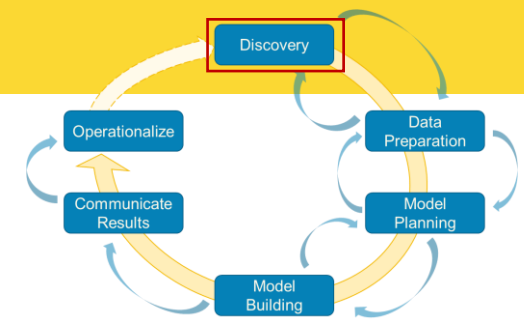 Discovery
Data
Preparation
Model
Planning
Model
Building
Communicate
Results
Operationalize